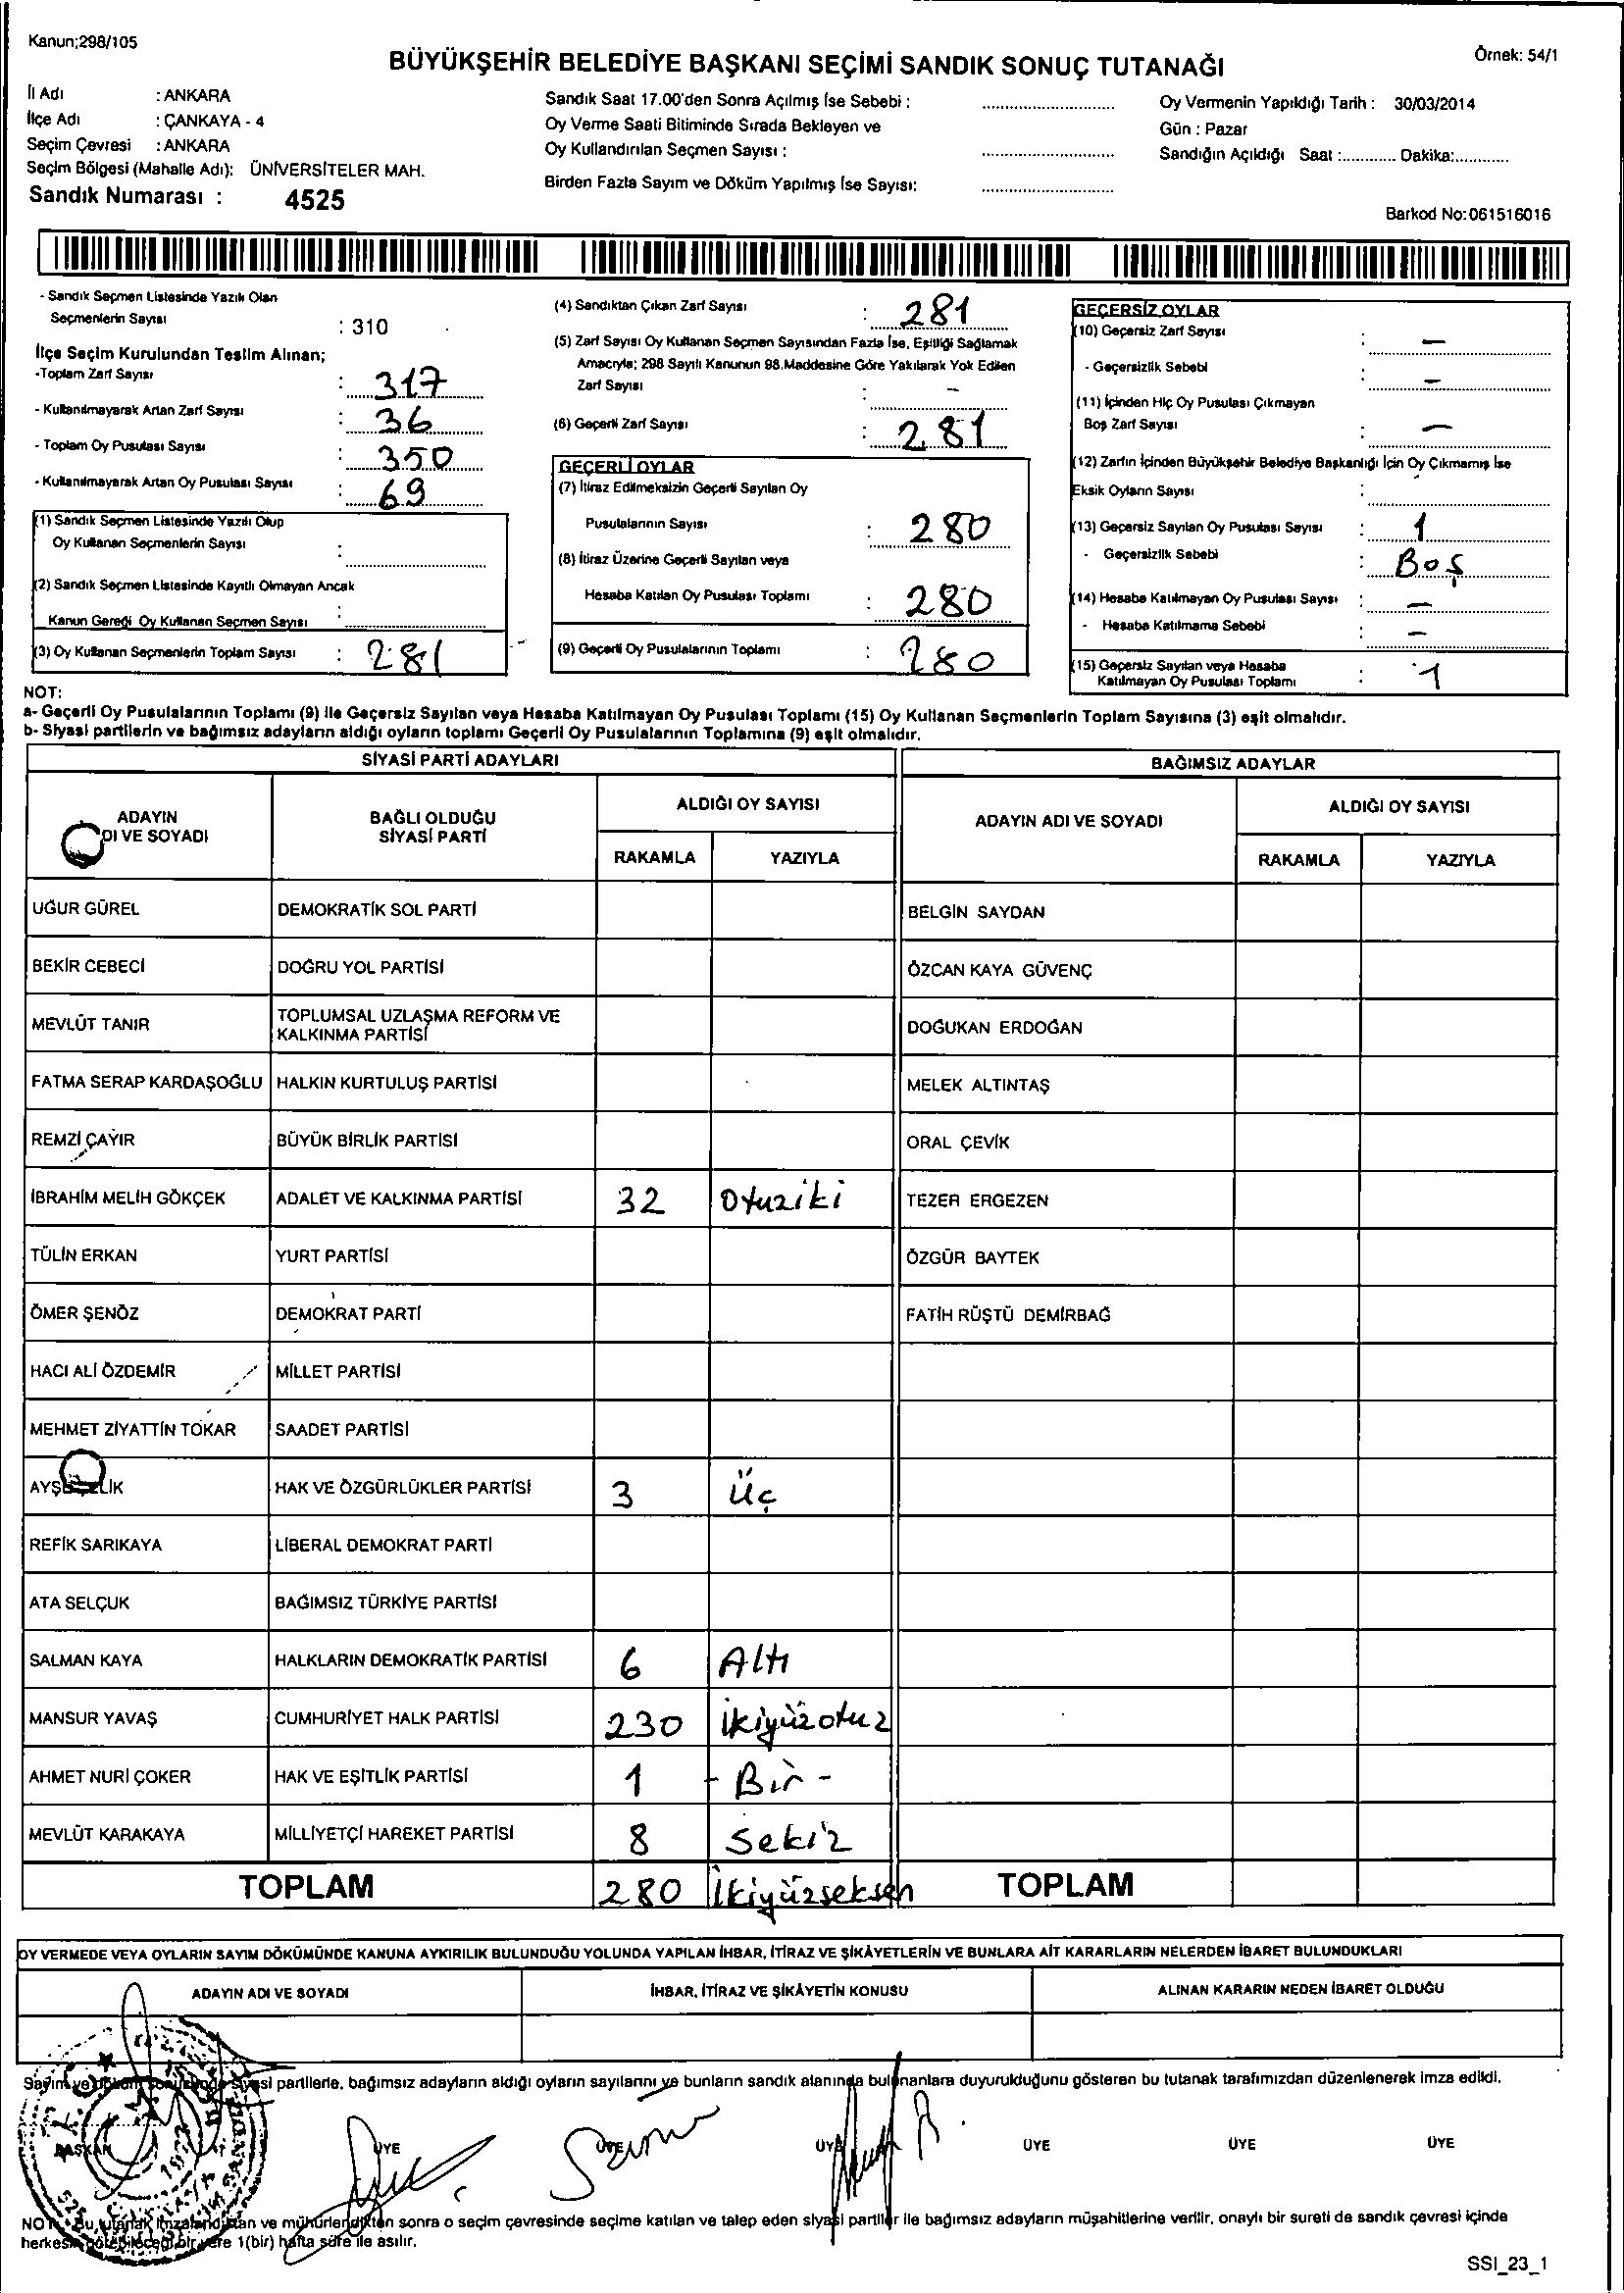 Kanun;298/105
Örnek: 54/1
BÜYÜKŞEHİR BELEDİYE BAŞKANI SEÇİMİ SANDIK SONUÇ TUTANAĞI
İl Adı : ANKARA
İlçe Adı : ÇANKAYA - 4
Seçim Çevresi : ANKARA
Seçim Bölgesi (Mahalle Adı): ÜNİVERSİTELER MAH.
Sandık Numarası : 4525
Sandık Saat 17.00'den Sonra Açılmış İse Sebebi :
Oy Verme Saati Bitiminde Sırada Bekleyen ve
Oy Kullandırılan Seçmen Sayısı :
Birden Fazla Sayım ve Döküm Yapılmış İse Sayısı:
Oy Vermenin Yapıldığı Tarih : 30/03/2014
Gün : Pazar
Sandığın Açıldığı Saat :............ Dakika:............
Barkod No:061516016
- Sandık Seçmen Listesinde Yazılı Olan
Seçmenlerin Sayısı : 310
İlçe Seçim Kurulundan Teslim Alınan;
-Toplam Zarf Sayısı : 317
- Kullanılmayarak Artan Zarf Sayısı : 36
- Toplam Oy Pusulası Sayısı : 350
- Kullanılmayarak Artan Oy Pusulası Sayısı : 69
(1) Sandık Seçmen Listesinde Yazılı Olup
Oy Kullanan Seçmenlerin Sayısı :
(2) Sandık Seçmen Listesinde Kayıtlı Olmayan Ancak
Kanun Gereği Oy Kullanan Seçmen Sayısı :
(3) Oy Kullanan Seçmenlerin Toplam Sayısı : 281
(4) Sandıktan Çıkan Zarf Sayısı : 281
(5) Zarf Sayısı Oy Kullanan Seçmen Sayısından Fazla İse, Eşitliği Sağlamak
Amacıyla; 298 Sayılı Kanunun 98.Maddesine Göre Yakılarak Yok Edilen
Zarf Sayısı : -
(6) Geçerli Zarf Sayısı : 281
GEÇERLİ OYLAR
(7) İtiraz Edilmeksizin Geçerli Sayılan Oy
Pusulalarının Sayısı : 280
(8) İtiraz Üzerine Geçerli Sayılan veya
Hesaba Katılan Oy Pusulası Toplamı : 280
(9) Geçerli Oy Pusulalarının Toplamı : 280
GEÇERSİZ OYLAR
(10) Geçersiz Zarf Sayısı : -
- Geçersizlik Sebebi : -
(11) İçinden Hiç Oy Pusulası Çıkmayan
Boş Zarf Sayısı : -
(12) Zarfın İçinden Büyükşehir Belediye Başkanlığı İçin Oy Çıkmamış İse
Eksik Oyların Sayısı :
(13) Geçersiz Sayılan Oy Pusulası Sayısı : 1
- Geçersizlik Sebebi : Boş
(14) Hesaba Katılmayan Oy Pusulası Sayısı : -
- Hesaba Katılmama Sebebi : -
(15) Geçersiz Sayılan veya Hesaba
Katılmayan Oy Pusulası Toplamı : 1
NOT:
a- Geçerli Oy Pusulalarının Toplamı (9) ile Geçersiz Sayılan veya Hesaba Katılmayan Oy Pusulası Toplamı (15) Oy Kullanan Seçmenlerin Toplam Sayısına (3) eşit olmalıdır.
b- Siyasi partilerin ve bağımsız adayların aldığı oyların toplamı Geçerli Oy Pusulalarının Toplamına (9) eşit olmalıdır.
SİYASİ PARTİ ADAYLARI
BAĞIMSIZ ADAYLAR
ADAYIN
DI VE SOYADI
BAĞLI OLDUĞU
SİYASİ PARTİ
ALDIĞI OY SAYISI
RAKAMLA YAZIYLA
ADAYIN ADI VE SOYADI
ALDIĞI OY SAYISI
RAKAMLA YAZIYLA
UĞUR GÜREL DEMOKRATİK SOL PARTİ BELGİN SAYDAN
BEKİR CEBECİ DOĞRU YOL PARTİSİ ÖZCAN KAYA GÜVENÇ
MEVLÜT TANIR TOPLUMSAL UZLAŞMA REFORM VE
KALKINMA PARTİSİ DOĞUKAN ERDOĞAN
FATMA SERAP KARDAŞOĞLU HALKIN KURTULUŞ PARTİSİ MELEK ALTINTAŞ
REMZİ ÇAYIR BÜYÜK BİRLİK PARTİSİ ORAL ÇEVİK
İBRAHİM MELİH GÖKÇEK ADALET VE KALKINMA PARTİSİ 32 Otuziki TEZER ERGEZEN
TÜLİN ERKAN YURT PARTİSİ ÖZGÜR BAYTEK
ÖMER ŞENÖZ DEMOKRAT PARTİ FATİH RÜŞTÜ DEMİRBAĞ
HACI ALİ ÖZDEMİR MİLLET PARTİSİ
MEHMET ZİYATTİN TOKAR SAADET PARTİSİ
HAK VE ÖZGÜRLÜKLER PARTİSİ 3 Üç
REFİK SARIKAYA LİBERAL DEMOKRAT PARTİ
ATA SELÇUK BAĞIMSIZ TÜRKİYE PARTİSİ
SALMAN KAYA HALKLARIN DEMOKRATİK PARTİSİ 6 Altı
MANSUR YAVAŞ CUMHURİYET HALK PARTİSİ 230 İkiyüzotuz
AHMET NURİ ÇOKER HAK VE EŞİTLİK PARTİSİ 1 - Bir -
MEVLÜT KARAKAYA MİLLİYETÇİ HAREKET PARTİSİ 8 Sekiz
TOPLAM 280 İkiyüzseksen TOPLAM
OY VERMEDE VEYA OYLARIN SAYIM DÖKÜMÜNDE KANUNA AYKIRILIK BULUNDUĞU YOLUNDA YAPILAN İHBAR, İTİRAZ VE ŞİKÂYETLERİN VE BUNLARA AİT KARARLARIN NELERDEN İBARET BULUNDUKLARI
ADAYIN ADI VE SOYADI İHBAR, İTİRAZ VE ŞİKÂYETİN KONUSU ALINAN KARARIN NEDEN İBARET OLDUĞU
Sayım ve döküm sonucunda siyasi partilerle, bağımsız adayların aldığı oyların sayılarını ve bunların sandık alanında bulunanlara duyurulduğunu gösteren bu tutanak tarafımızdan düzenlenerek imza edildi.
BAŞKAN ÜYE ÜYE ÜYE ÜYE ÜYE ÜYE
NOT : Bu tutanak imzalandıktan ve mühürlendikten sonra o seçim çevresinde seçime katılan ve talep eden siyasi partiler ile bağımsız adayların müşahitlerine verilir, onaylı bir sureti de sandık çevresi içinde
herkesin görebileceği bir yere 1(bir) hafta süre ile asılır.
SSI_23_1